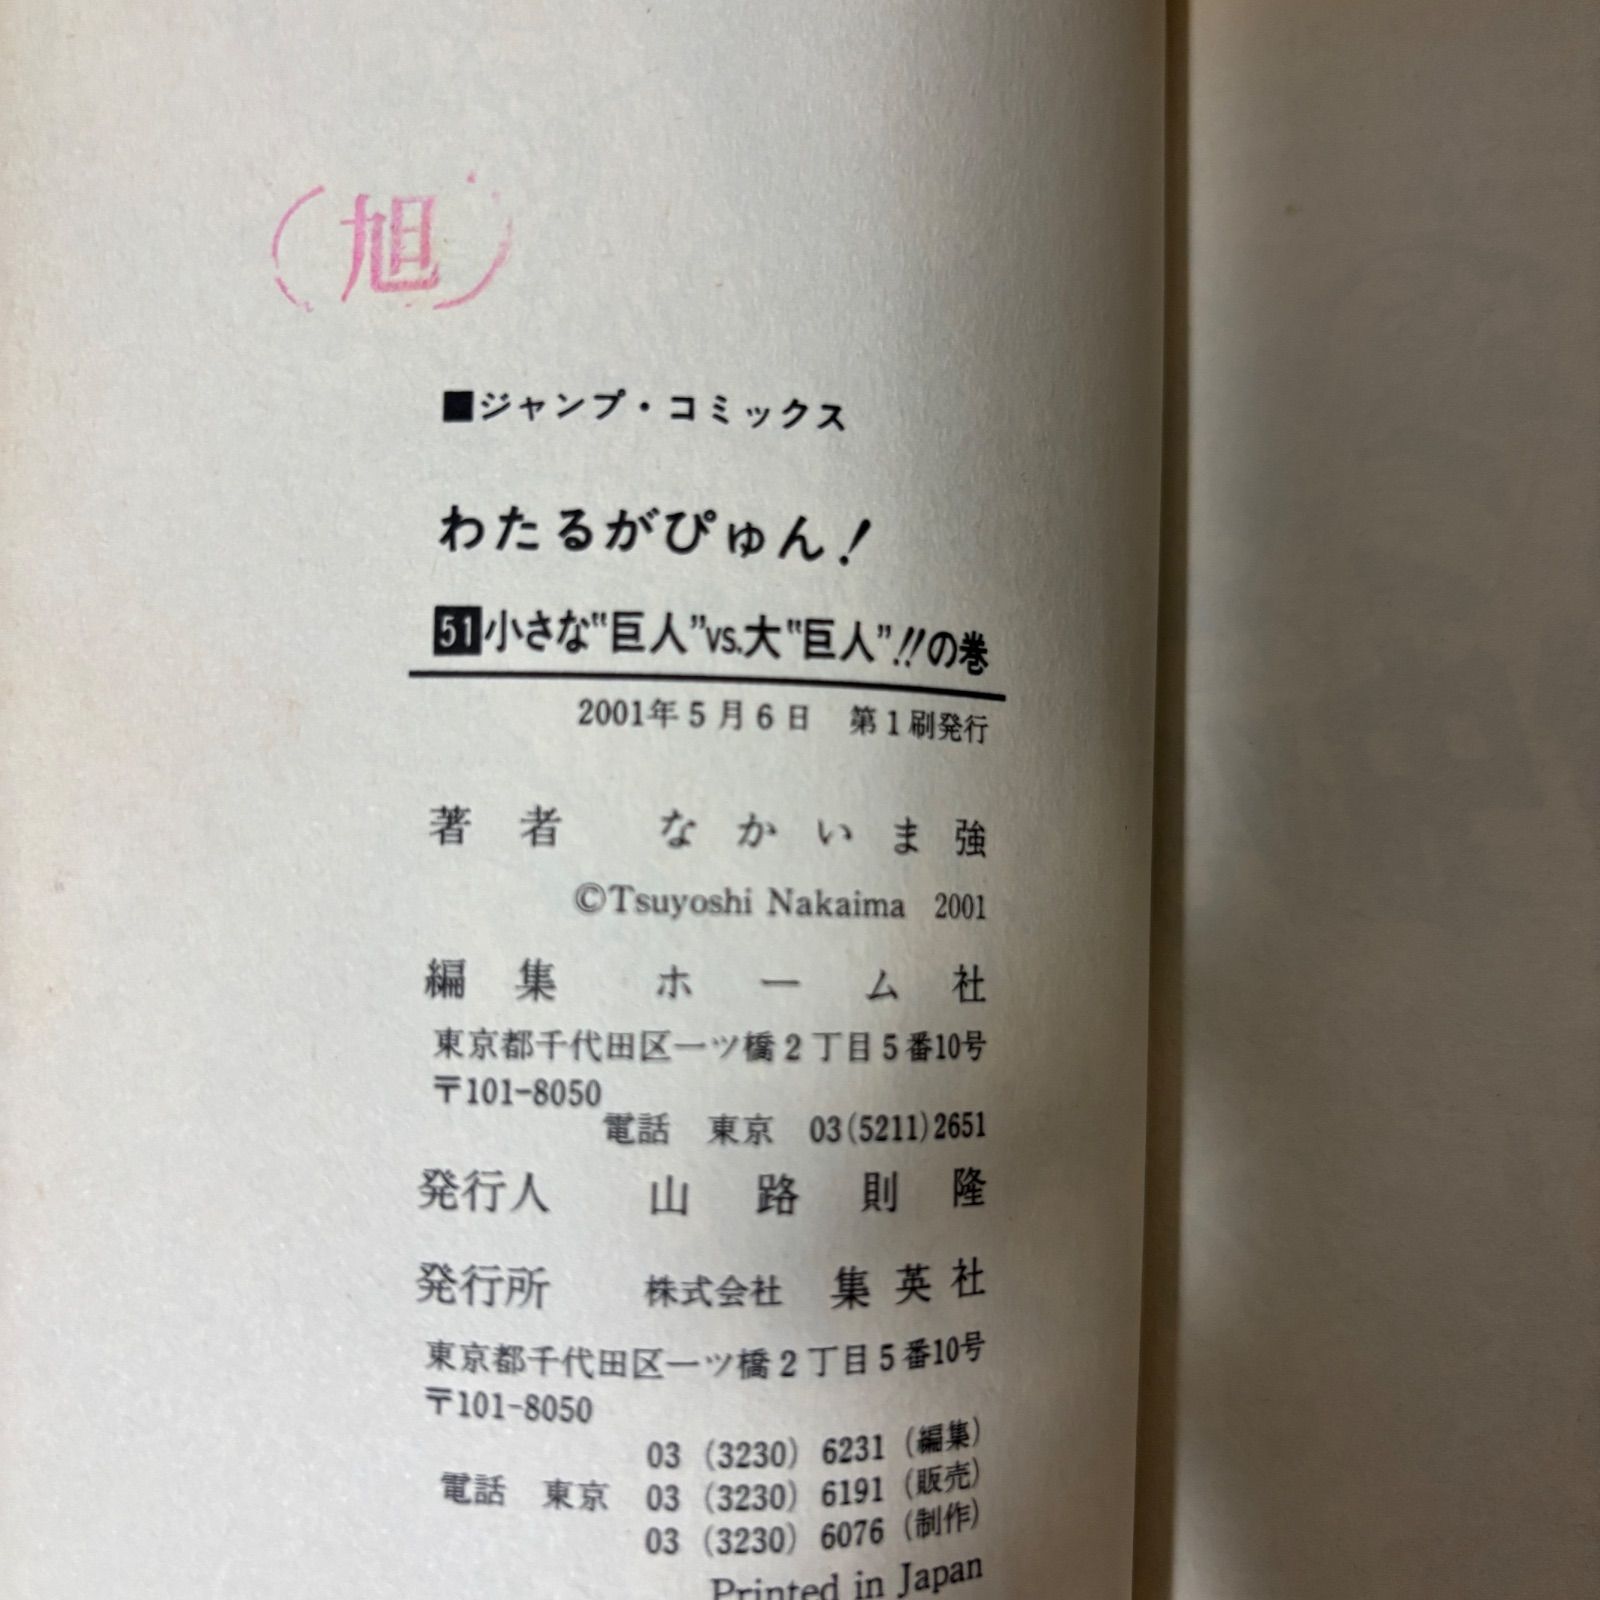 旭
■ジャンプ・コミックス
わたるがぴゅん!
51小さな“巨人”vs.大“巨人”!!の巻
2001年5月6日 第1刷発行
著者 なかいま強
©Tsuyoshi Nakaima 2001
編集 ホーム社
東京都千代田区一ツ橋2丁目5番10号
〒101-8050
電話 東京 03(5211)2651
発行人 山路則隆
発行所 株式会社 集英社
東京都千代田区一ツ橋2丁目5番10号
〒101-8050
03 (3230) 6231 (編集)
電話 東京 03 (3230) 6191 (販売)
03 (3230) 6076 (制作)
Printed in Japan